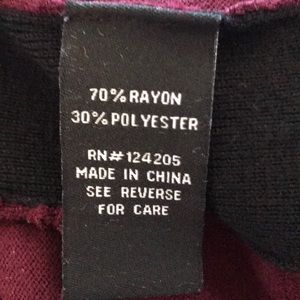 70% RAYON
30% POLYESTER
RN# 124205
MADE IN CHINA
SEE REVERSE
FOR CARE